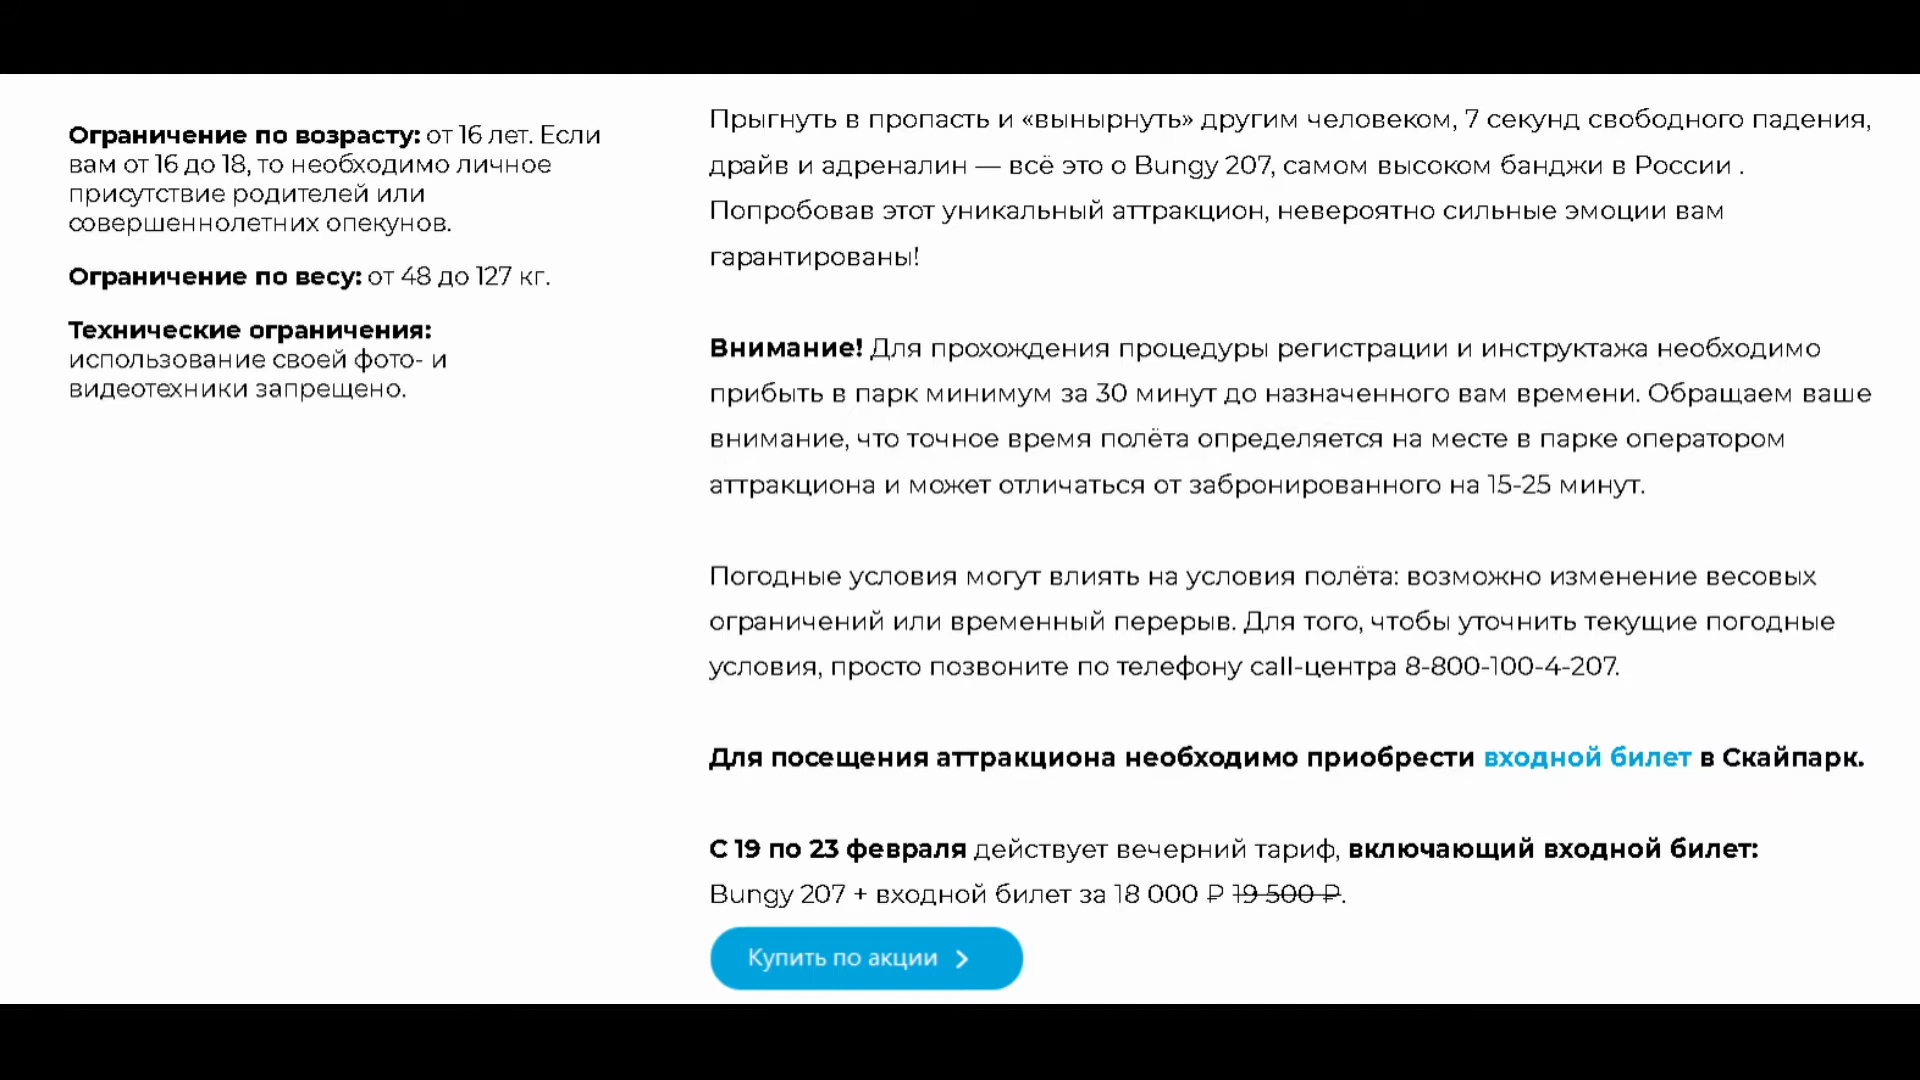 Ограничение по возрасту: от 16 лет. Если
вам от 16 до 18, то необходимо личное
присутствие родителей или
совершеннолетних опекунов.
Ограничение по весу: от 48 до 127 кг.
Технические ограничения:
использование своей фото- и
видеотехники запрещено.
Прыгнуть в пропасть и «вынырнуть» другим человеком, 7 секунд свободного падения,
драйв и адреналин — всё это о Bungy 207, самом высоком банджи в России .
Попробовав этот уникальный аттракцион, невероятно сильные эмоции вам
гарантированы!
Внимание! Для прохождения процедуры регистрации и инструктажа необходимо
прибыть в парк минимум за 30 минут до назначенного вам времени. Обращаем ваше
внимание, что точное время полёта определяется на месте в парке оператором
аттракциона и может отличаться от забронированного на 15-25 минут.
Погодные условия могут влиять на условия полёта: возможно изменение весовых
ограничений или временный перерыв. Для того, чтобы уточнить текущие погодные
условия, просто позвоните по телефону call-центра 8-800-100-4-207.
Для посещения аттракциона необходимо приобрести входной билет в Скайпарк.
С 19 по 23 февраля действует вечерний тариф, включающий входной билет:
Bungy 207 + входной билет за 18 000 ₽ 19 500 ₽.
Купить по акции